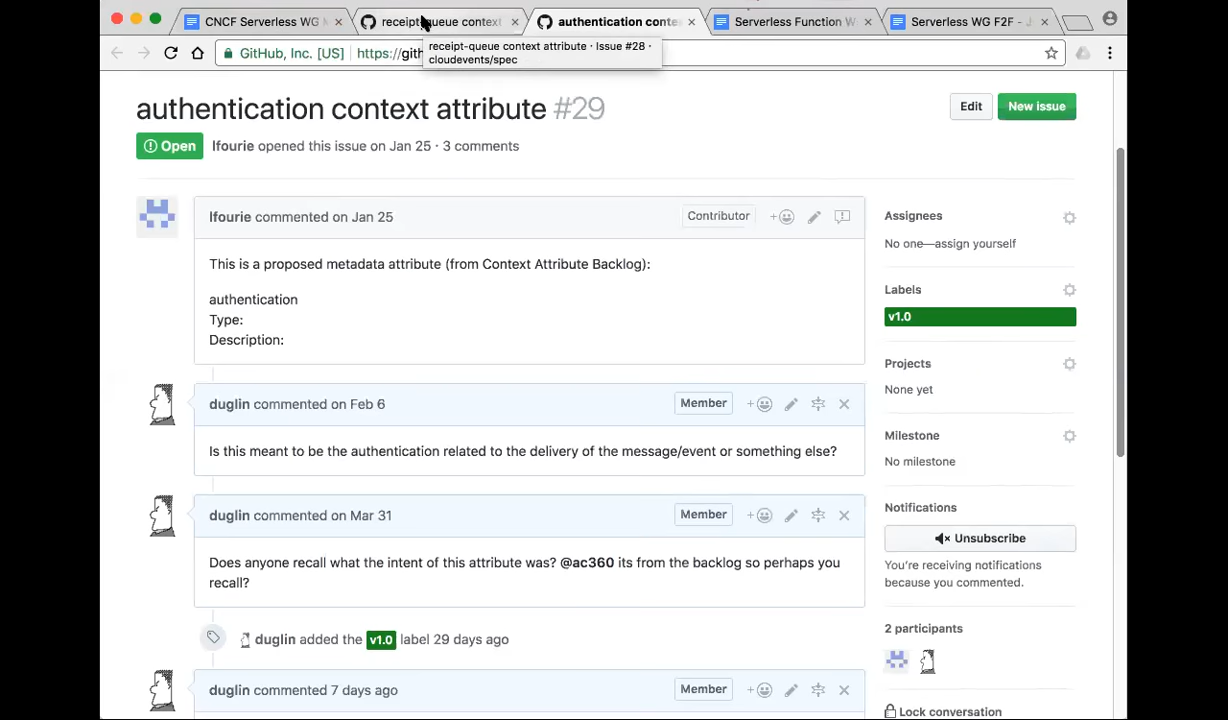 CNCF Serverless WG M
receipt-queue context
authentication conte
Serverless Function W
Serverless WG F2F - J
GitHub, Inc. [US]
https://gith
receipt-queue context attribute · Issue #28 ·
cloudevents/spec
authentication context attribute #29
Edit
New issue
Open
lfourie opened this issue on Jan 25 · 3 comments
lfourie commented on Jan 25
Contributor
This is a proposed metadata attribute (from Context Attribute Backlog):
authentication
Type:
Description:
duglin commented on Feb 6
Member
Is this meant to be the authentication related to the delivery of the message/event or something else?
duglin commented on Mar 31
Member
Does anyone recall what the intent of this attribute was? @ac360 its from the backlog so perhaps you
recall?
duglin added the v1.0 label 29 days ago
duglin commented 7 days ago
Member
Assignees
No one—assign yourself
Labels
v1.0
Projects
None yet
Milestone
No milestone
Notifications
Unsubscribe
You're receiving notifications
because you commented.
2 participants
Lock conversation